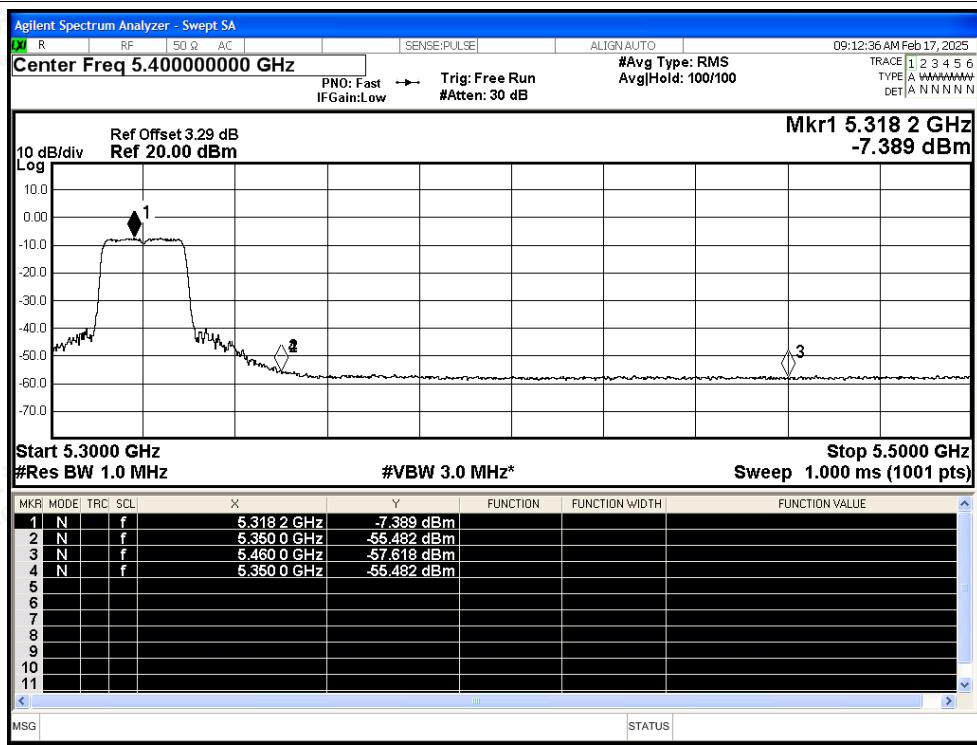 Agilent Spectrum Analyzer - Swept SA
LXI R RF 50 Ω AC SENSE:PULSE ALIGN AUTO 09:12:36 AM Feb 17, 2025
Center Freq 5.400000000 GHz
PNO: Fast IFGain:Low
Trig: Free Run
#Atten: 30 dB
#Avg Type: RMS
Avg|Hold: 100/100
TRACE 1 2 3 4 5 6
TYPE A WWWWW
DET A N N N N N
Mkr1 5.318 2 GHz
-7.389 dBm
Ref Offset 3.29 dB
10 dB/div Ref 20.00 dBm
Log
10.0
0.00
-10.0
-20.0
-30.0
-40.0
-50.0
-60.0
-70.0
1
2
3
Start 5.3000 GHz Stop 5.5000 GHz
#Res BW 1.0 MHz #VBW 3.0 MHz* Sweep 1.000 ms (1001 pts)
MKR MODE TRC SCL X Y FUNCTION FUNCTION WIDTH FUNCTION VALUE
1 N f 5.318 2 GHz -7.389 dBm
2 N f 5.350 0 GHz -55.482 dBm
3 N f 5.460 0 GHz -57.618 dBm
4 N f 5.350 0 GHz -55.482 dBm
5
6
7
8
9
10
11
MSG STATUS